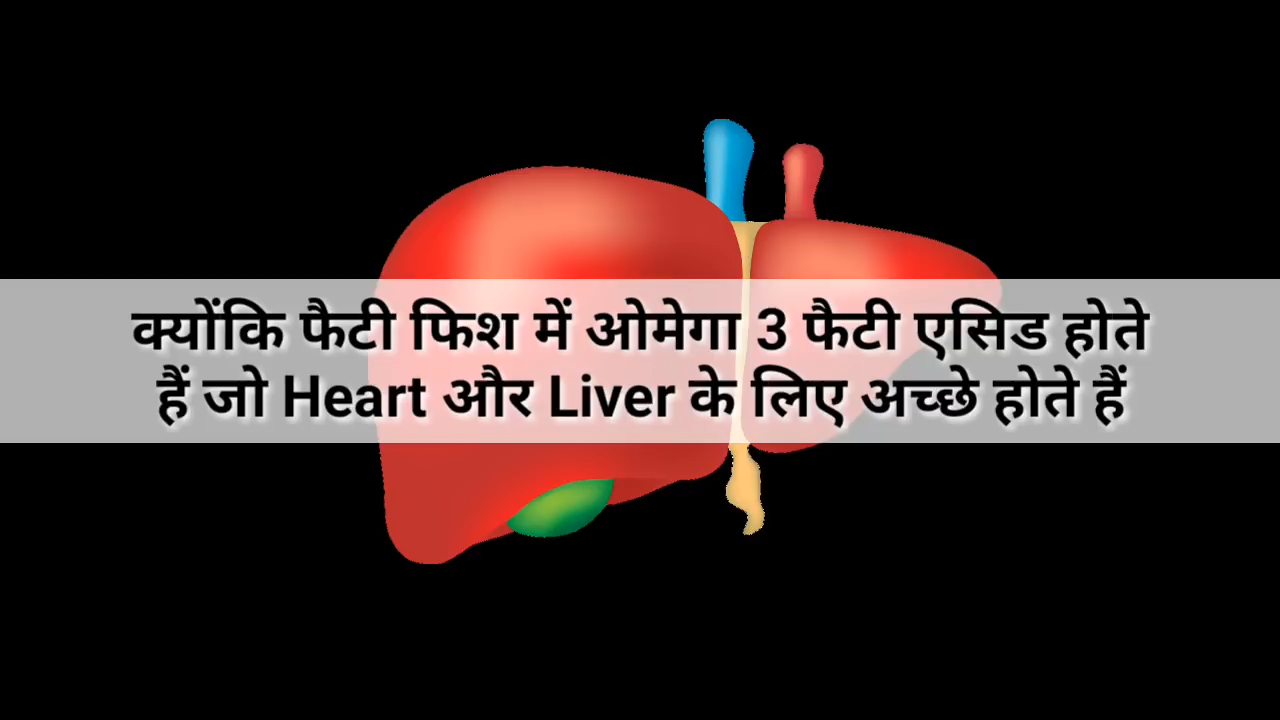 क्योंकि फैटी फिश में ओमेगा 3 फैटी एसिड होते
हैं जो Heart और Liver के लिए अच्छे होते हैं